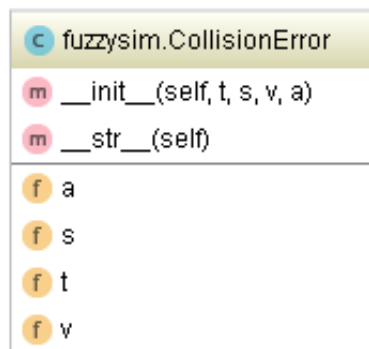 c fuzzysim.CollisionError
m __init__(self, t, s, v, a)
m __str__(self)
f a
f s
f t
f v